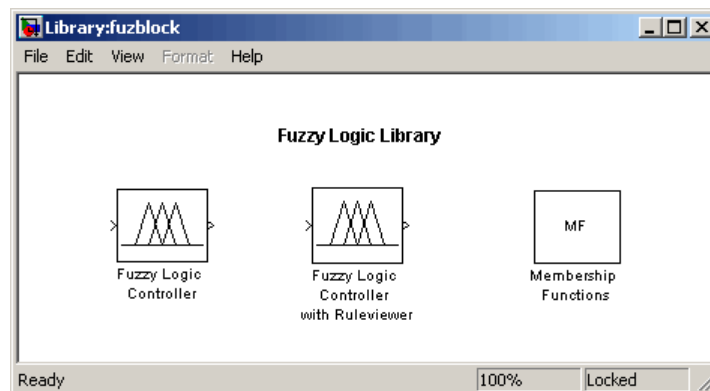 Library:fuzblock
File Edit View Format Help
Fuzzy Logic Library
MF
Fuzzy Logic
Controller
Fuzzy Logic
Controller
with Ruleviewer
Membership
Functions
Ready 100% Locked